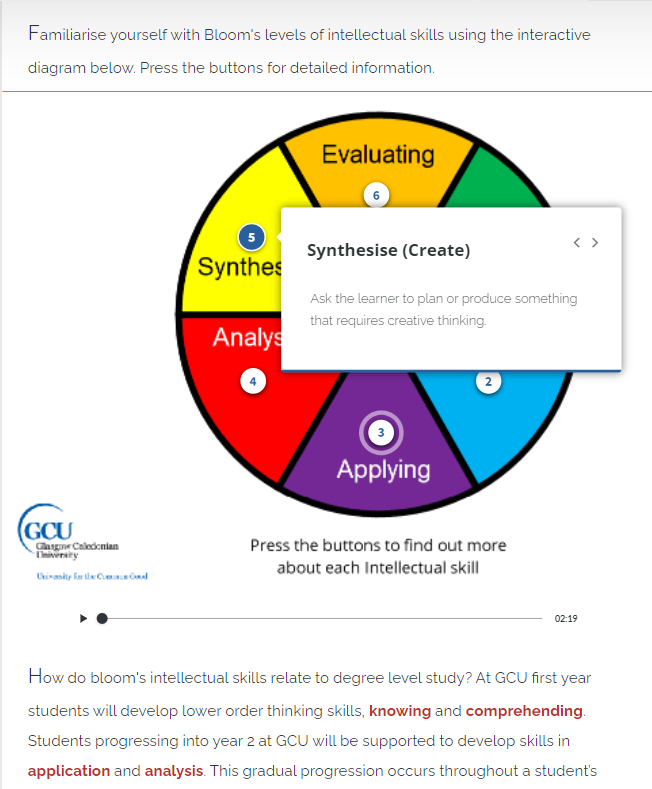 Familiarise yourself with Bloom's levels of intellectual skills using the interactive
diagram below. Press the buttons for detailed information.
Evaluating
6
5
Synthes
Synthesise (Create)
Ask the learner to plan or produce something
that requires creative thinking.
Analys
4
2
3
Applying
GCU
Glasgow Caledonian
University
University for the Common Good
Press the buttons to find out more
about each Intellectual skill
02:19
How do bloom's intellectual skills relate to degree level study? At GCU first year
students will develop lower order thinking skills, knowing and comprehending.
Students progressing into year 2 at GCU will be supported to develop skills in
application and analysis. This gradual progression occurs throughout a student's